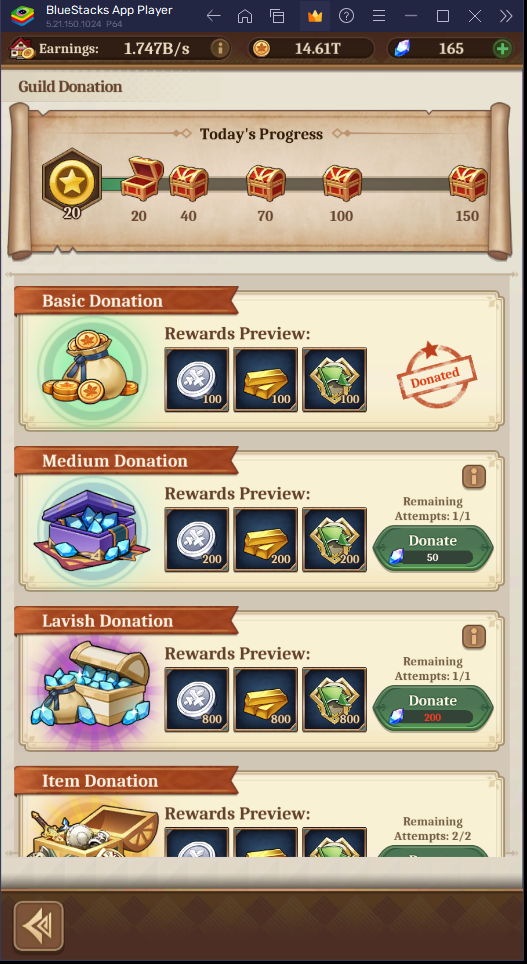 BlueStacks App Player
5.21.150.1024 P64
Earnings: 1.747B/s
14.61T
165
Guild Donation
Today's Progress
20
20 40 70 100 150
Basic Donation
Rewards Preview:
100 100 100
Donated
Medium Donation
Rewards Preview:
200 200 200
Remaining
Attempts: 1/1
Donate
50
Lavish Donation
Rewards Preview:
800 800 800
Remaining
Attempts: 1/1
Donate
200
Item Donation
Rewards Preview:
Remaining
Attempts: 2/2